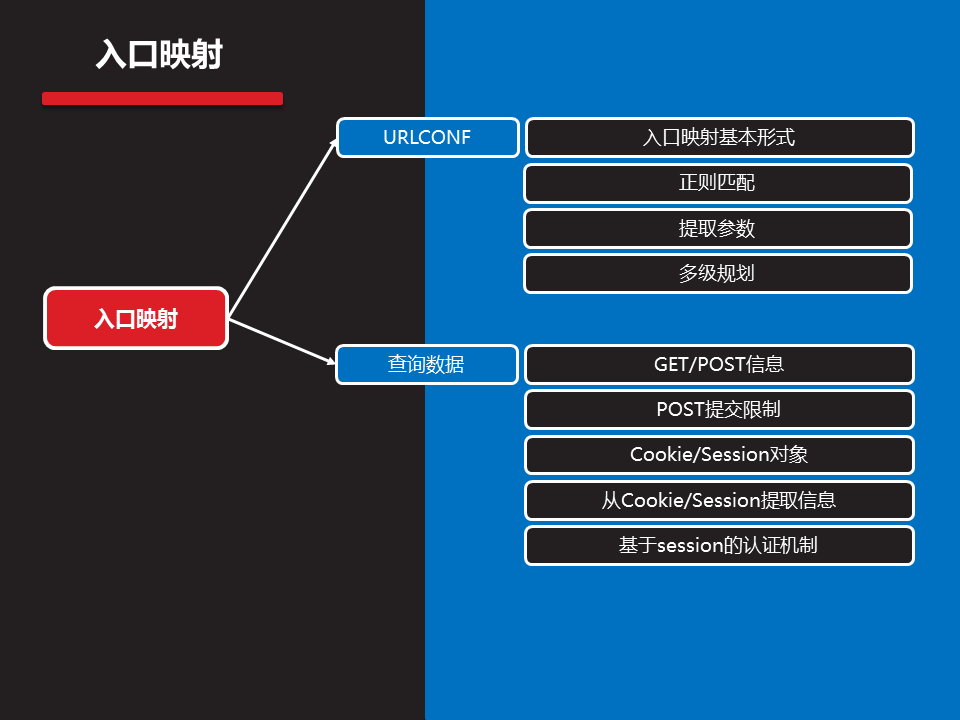 入口映射
URLCONF
入口映射基本形式
正则匹配
提取参数
多级规划
入口映射
查询数据
GET/POST信息
POST提交限制
Cookie/Session对象
从Cookie/Session提取信息
基于session的认证机制